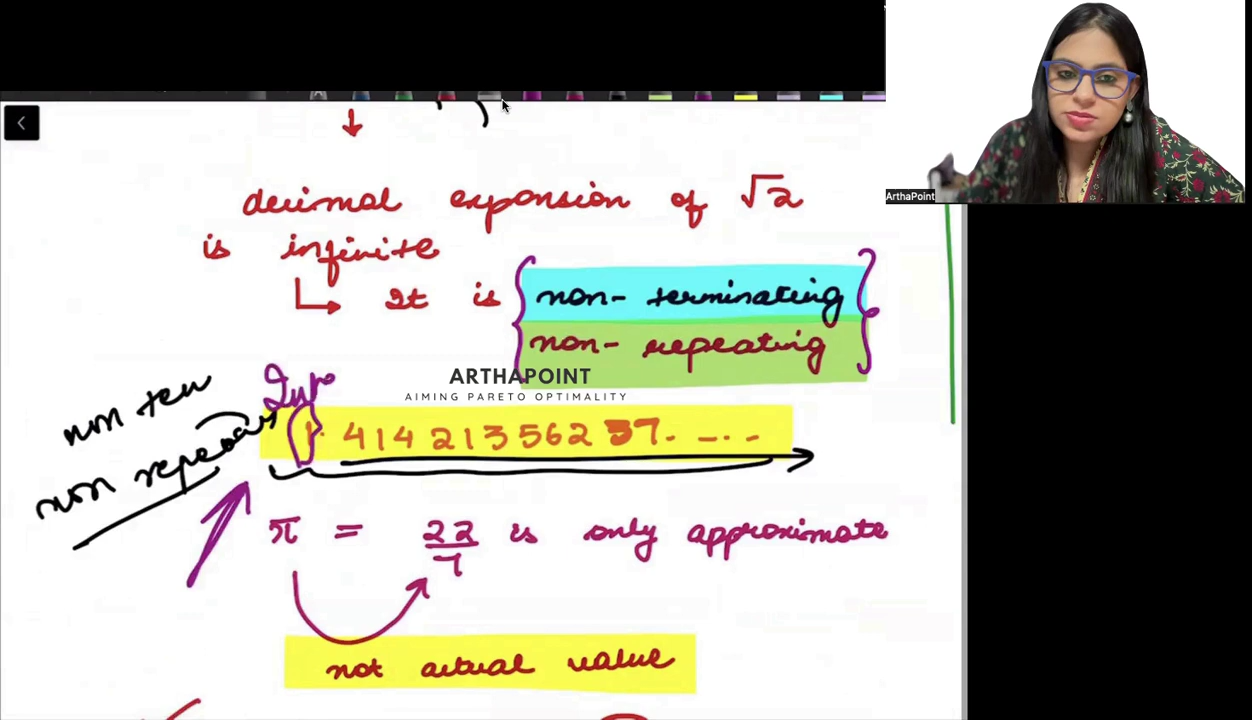 decimal expansion of √2
is infinite
↳ It is { non-terminating
non-repeating }
ARTHAPOINT
AIMING PARETO OPTIMALITY
non ter
non
1. 414 213 562 37. - - - -
π = 22/7 is only approximate
not actual value
ArthaPoint